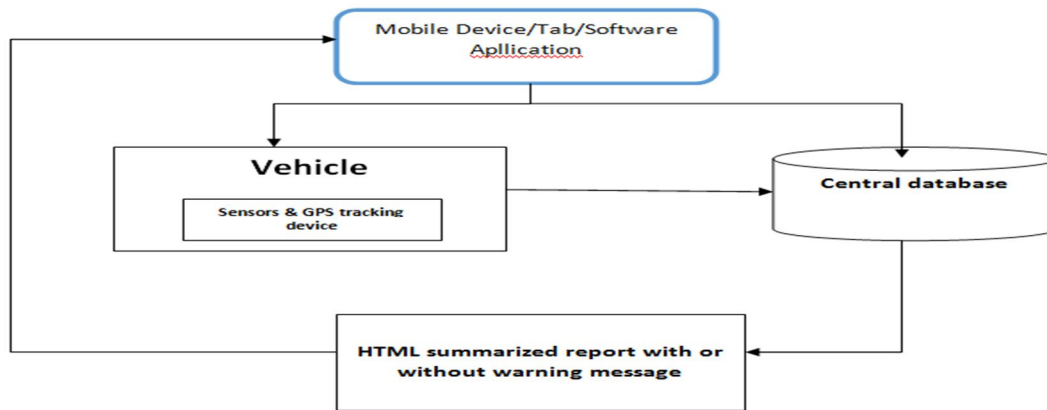 Mobile Device/Tab/Software
Apllication
Vehicle
Sensors & GPS tracking
device
Central database
HTML summarized report with or
without warning message